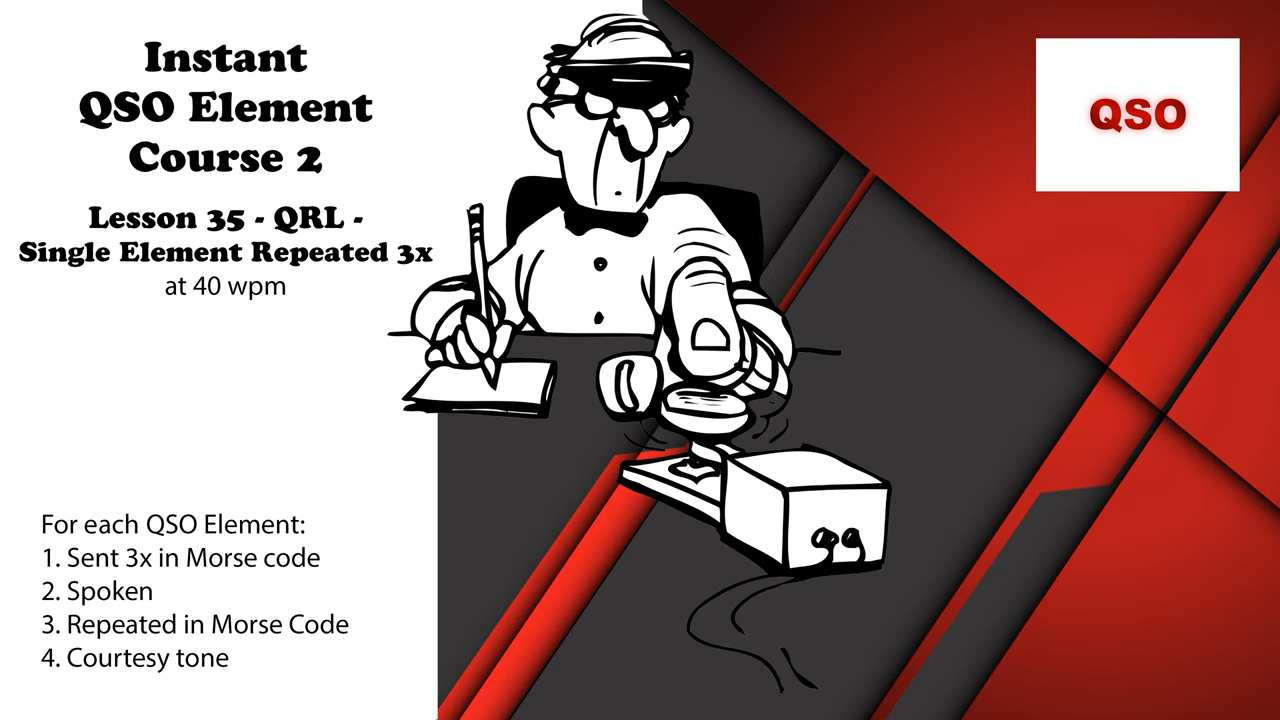 Instant
QSO Element
Course 2
Lesson 35 - QRL -
Single Element Repeated 3x
at 40 wpm
QSO
For each QSO Element:
1. Sent 3x in Morse code
2. Spoken
3. Repeated in Morse Code
4. Courtesy tone